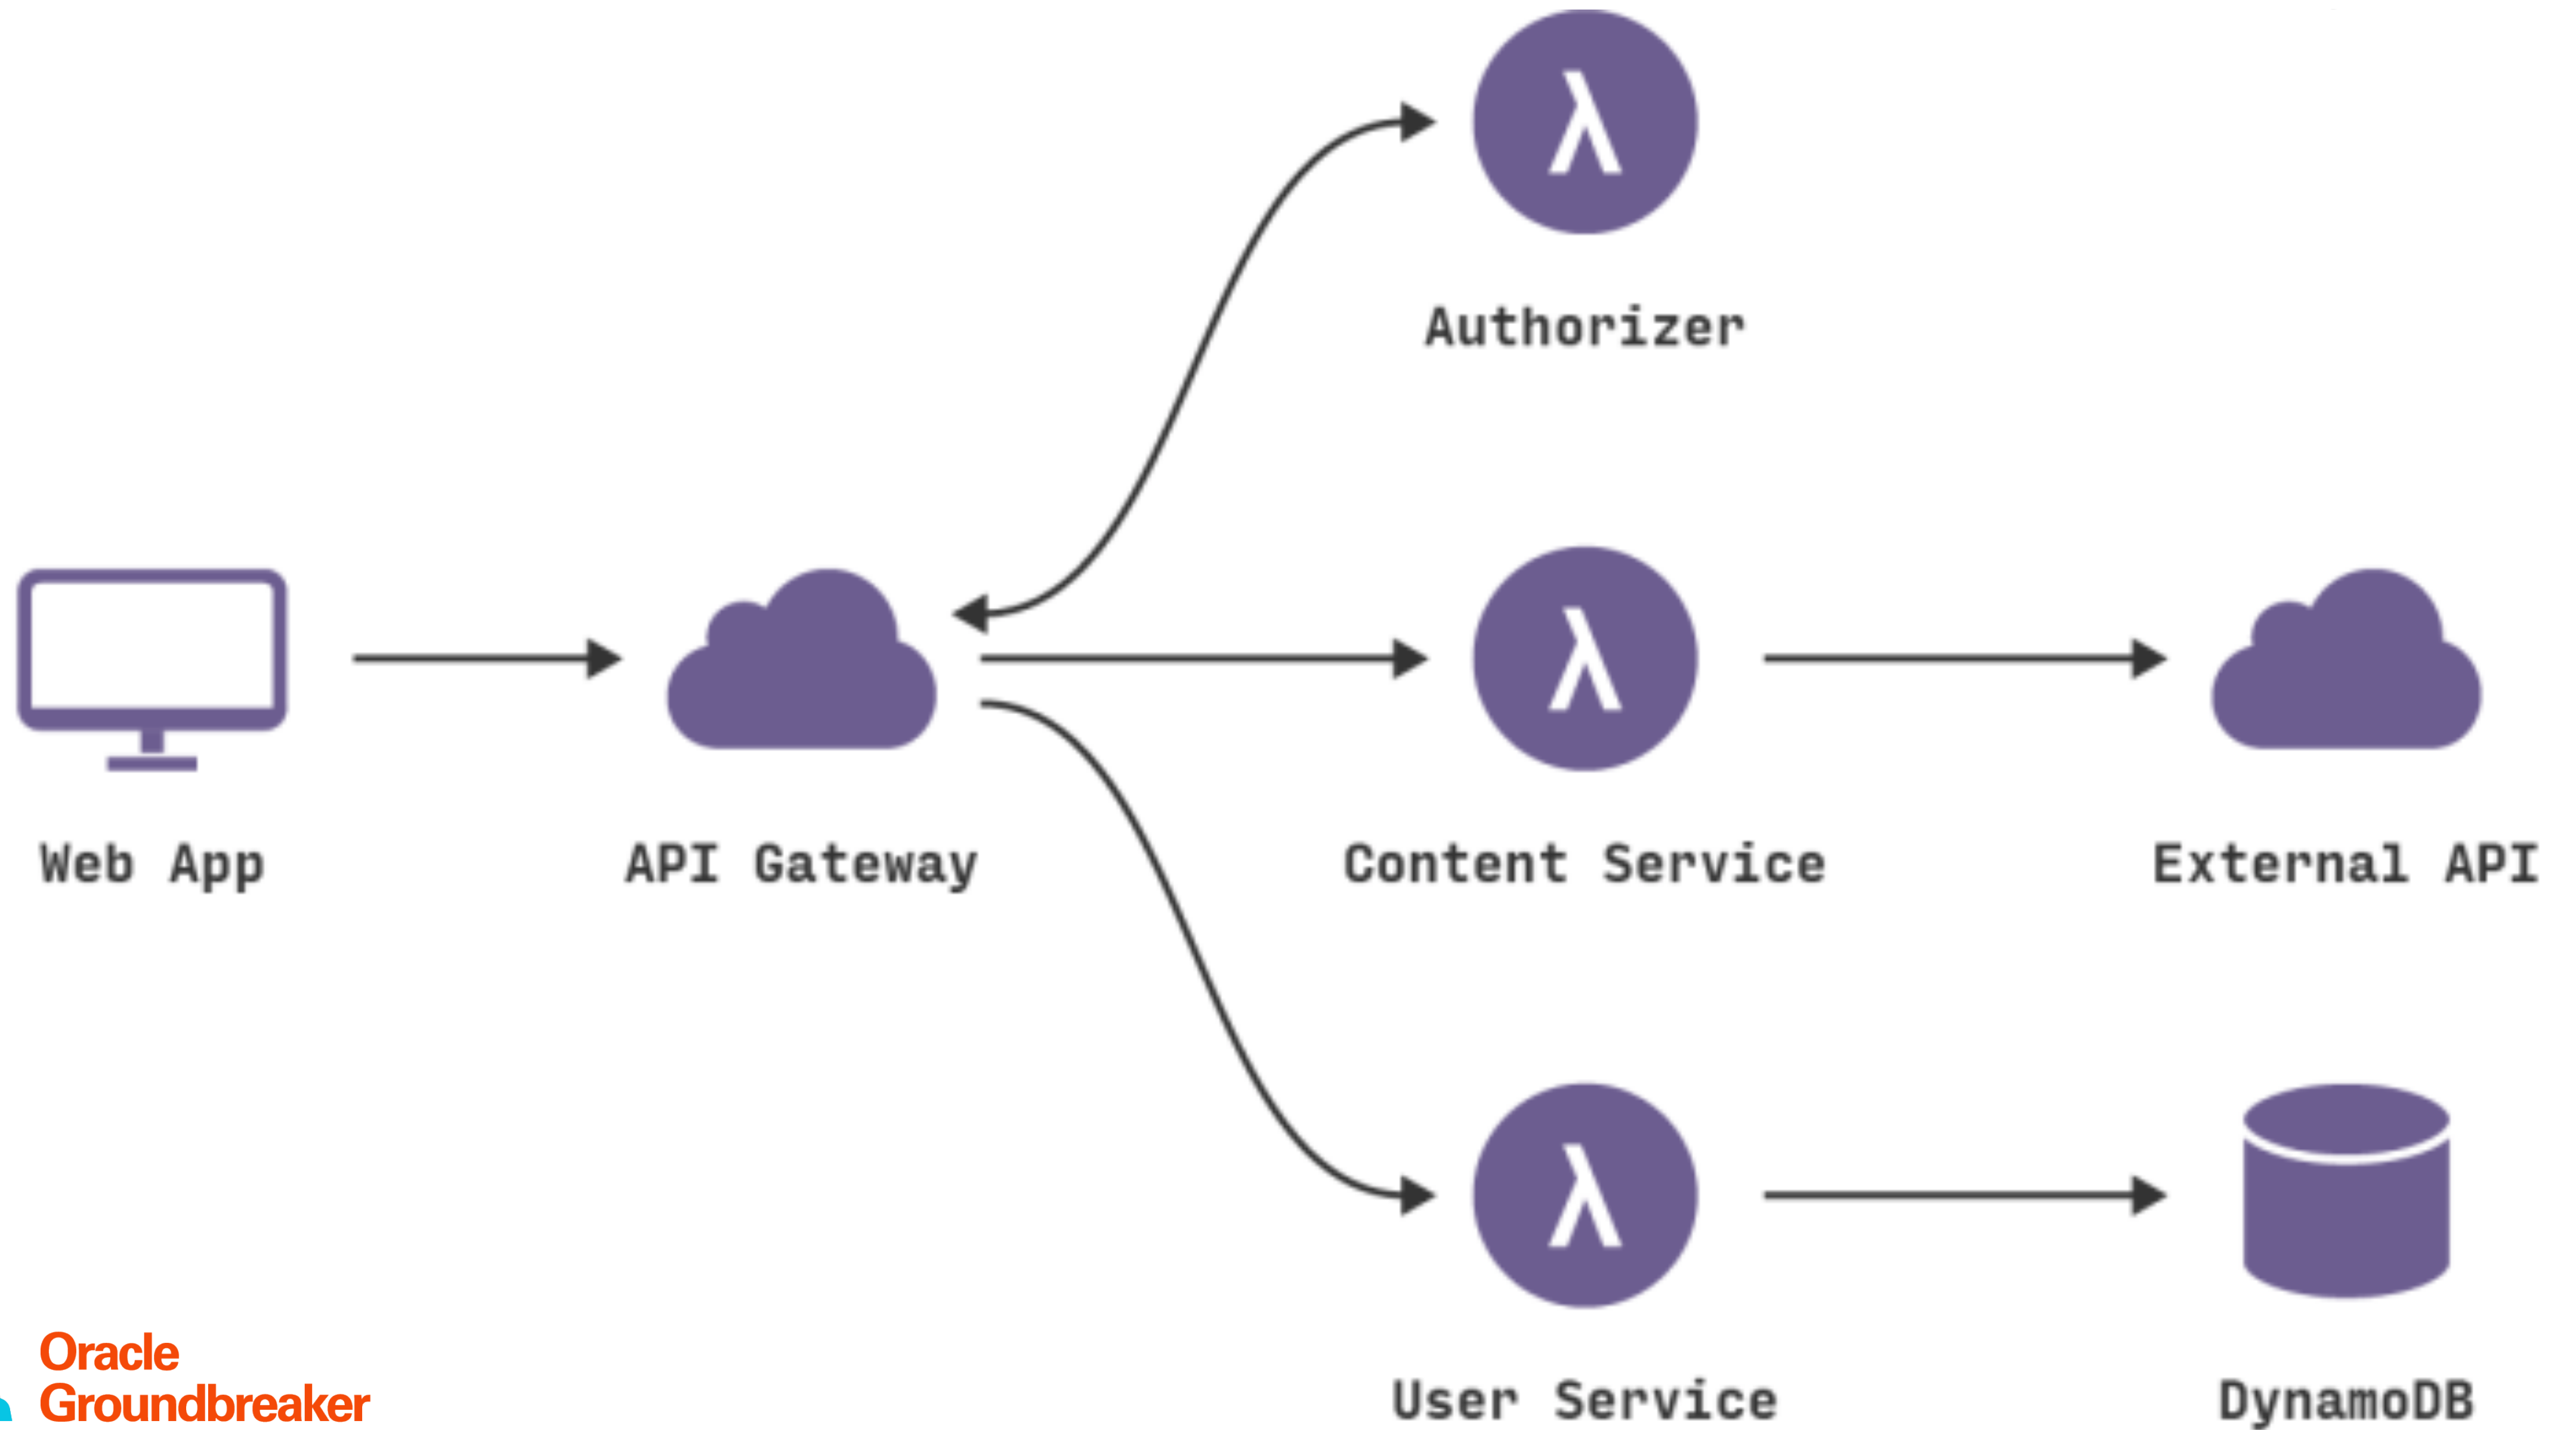 λ
Authorizer
λ
Web App
API Gateway
Content Service
External API
λ
User Service
DynamoDB
Oracle
Groundbreaker